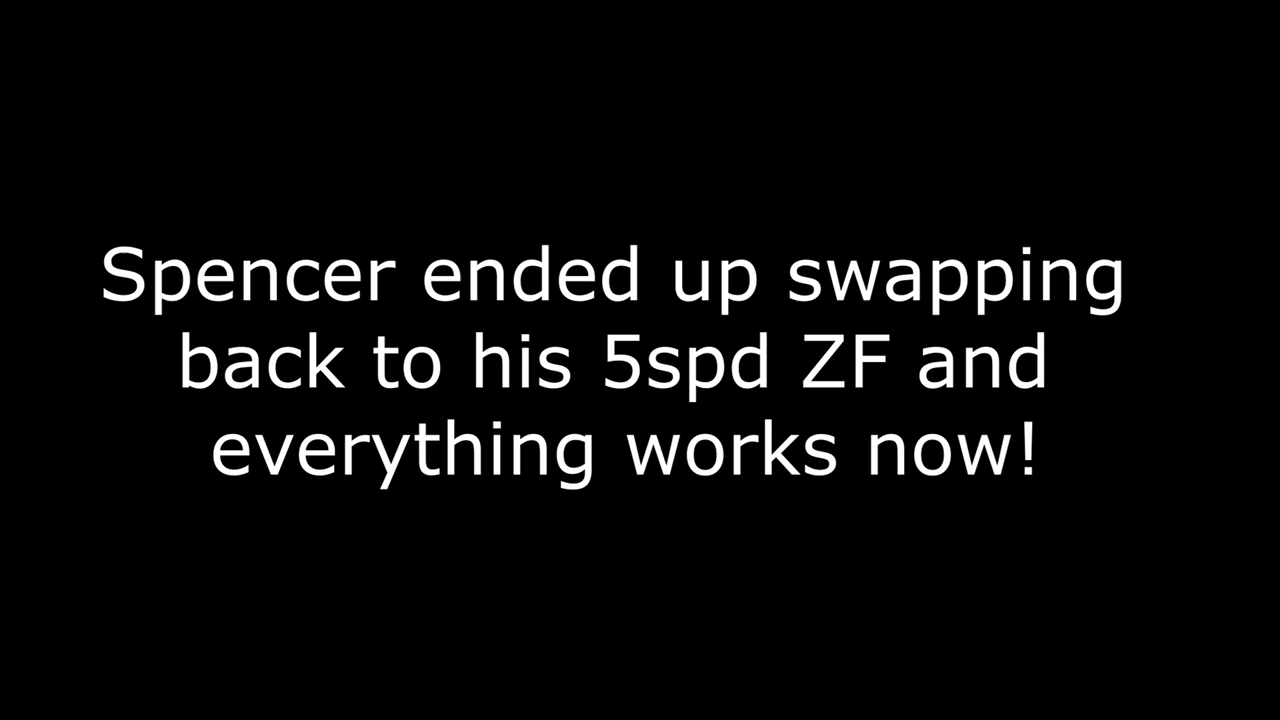 Spencer ended up swapping
back to his 5spd ZF and
everything works now!